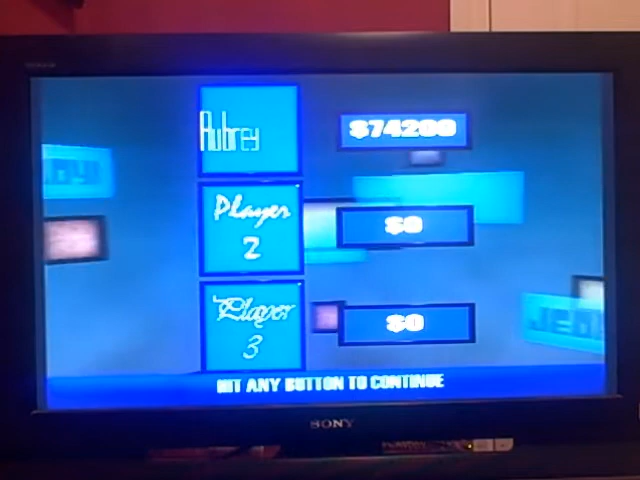 Aubrey
$74200
Player
2
$0
Player
3
$0
HIT ANY BUTTON TO CONTINUE
SONY